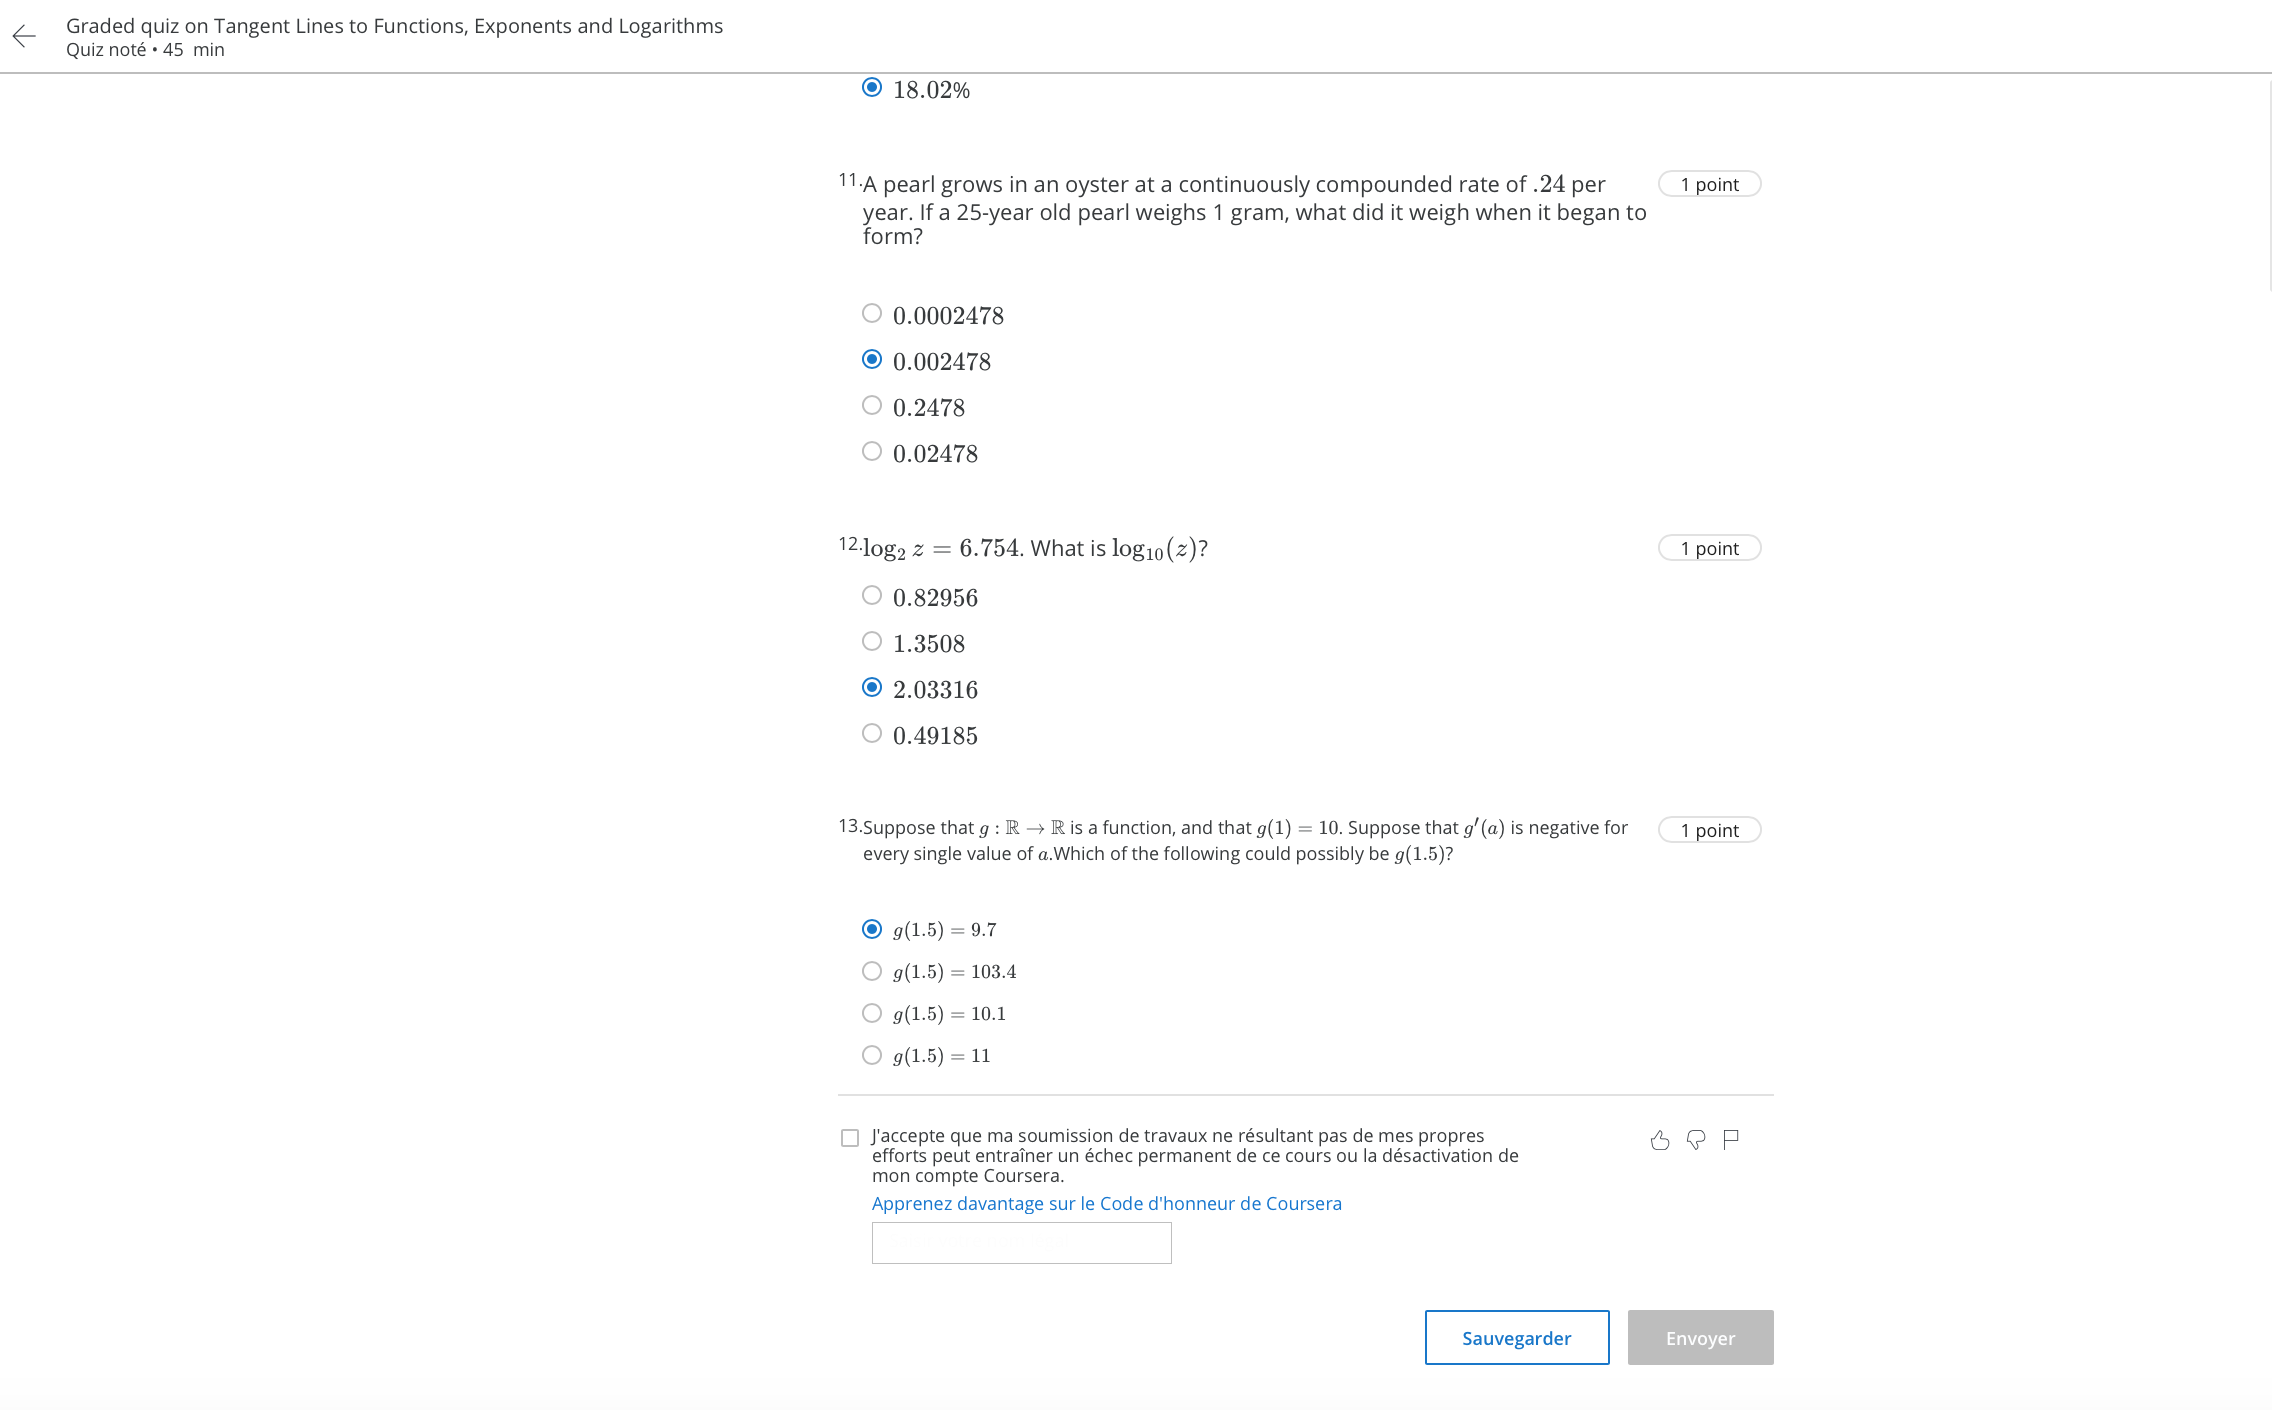 Graded quiz on Tangent Lines to Functions, Exponents and Logarithms
Quiz noté • 45 min
18.02%
11. A pearl grows in an oyster at a continuously compounded rate of .24 per
1 point
year. If a 25-year old pearl weighs 1 gram, what did it weigh when it began to
form?
0.0002478
0.002478
0.2478
0.02478
12. log₂ z = 6.754. What is log₁₀(z)?
1 point
0.82956
1.3508
2.03316
0.49185
13. Suppose that g : ℝ → ℝ is a function, and that g(1) = 10. Suppose that g′(a) is negative for
1 point
every single value of a.Which of the following could possibly be g(1.5)?
g(1.5) = 9.7
g(1.5) = 103.4
g(1.5) = 10.1
g(1.5) = 11
J'accepte que ma soumission de travaux ne résultant pas de mes propres
efforts peut entraîner un échec permanent de ce cours ou la désactivation de
mon compte Coursera.
Apprenez davantage sur le Code d'honneur de Coursera
Sauvegarder
Envoyer